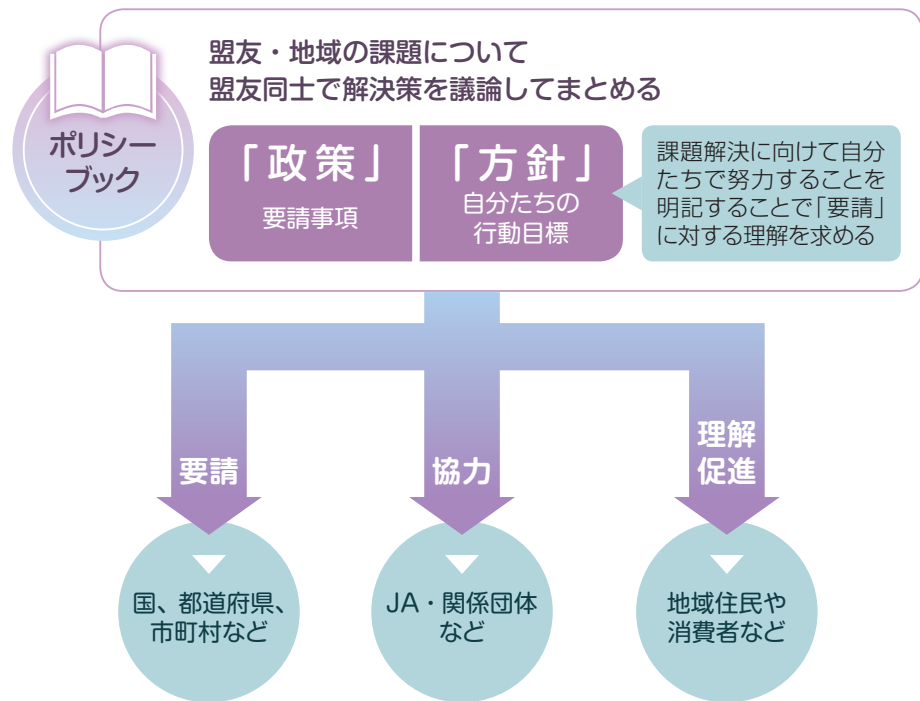 ポリシー
ブック
盟友・地域の課題について
盟友同士で解決策を議論してまとめる
「政策」
要請事項
「方針」
自分たちの
行動目標
課題解決に向けて自分
たちで努力することを
明記することで「要請」
に対する理解を求める
要請
協力
理解
促進
国、都道府県、
市町村など
JA・関係団体
など
地域住民や
消費者など